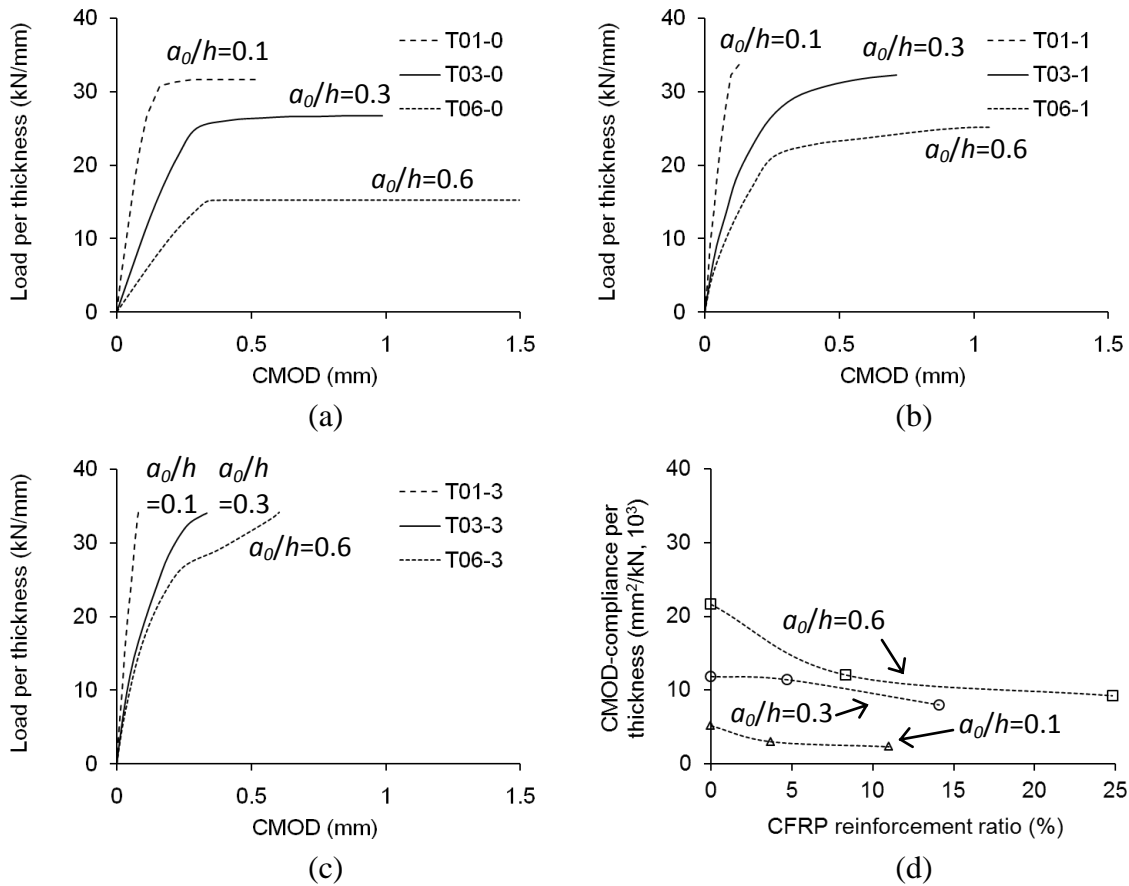 40
30
20
10
0
Load per thickness (kN/mm)
a0/h=0.1
a0/h=0.3
a0/h=0.6
T01-0
T03-0
T06-0
0 0.5 1 1.5
CMOD (mm)
(a)
40
30
20
10
0
Load per thickness (kN/mm)
a0/h=0.1
a0/h=0.3
a0/h=0.6
T01-1
T03-1
T06-1
0 0.5 1 1.5
CMOD (mm)
(b)
40
30
20
10
0
Load per thickness (kN/mm)
a0/h
=0.1
a0/h
=0.3
a0/h=0.6
T01-3
T03-3
T06-3
0 0.5 1 1.5
CMOD (mm)
(c)
40
30
20
10
0
CMOD-compliance per
thickness (mm²/kN, 10³)
a0/h=0.6
a0/h=0.3
a0/h=0.1
0 5 10 15 20 25
CFRP reinforcement ratio (%)
(d)